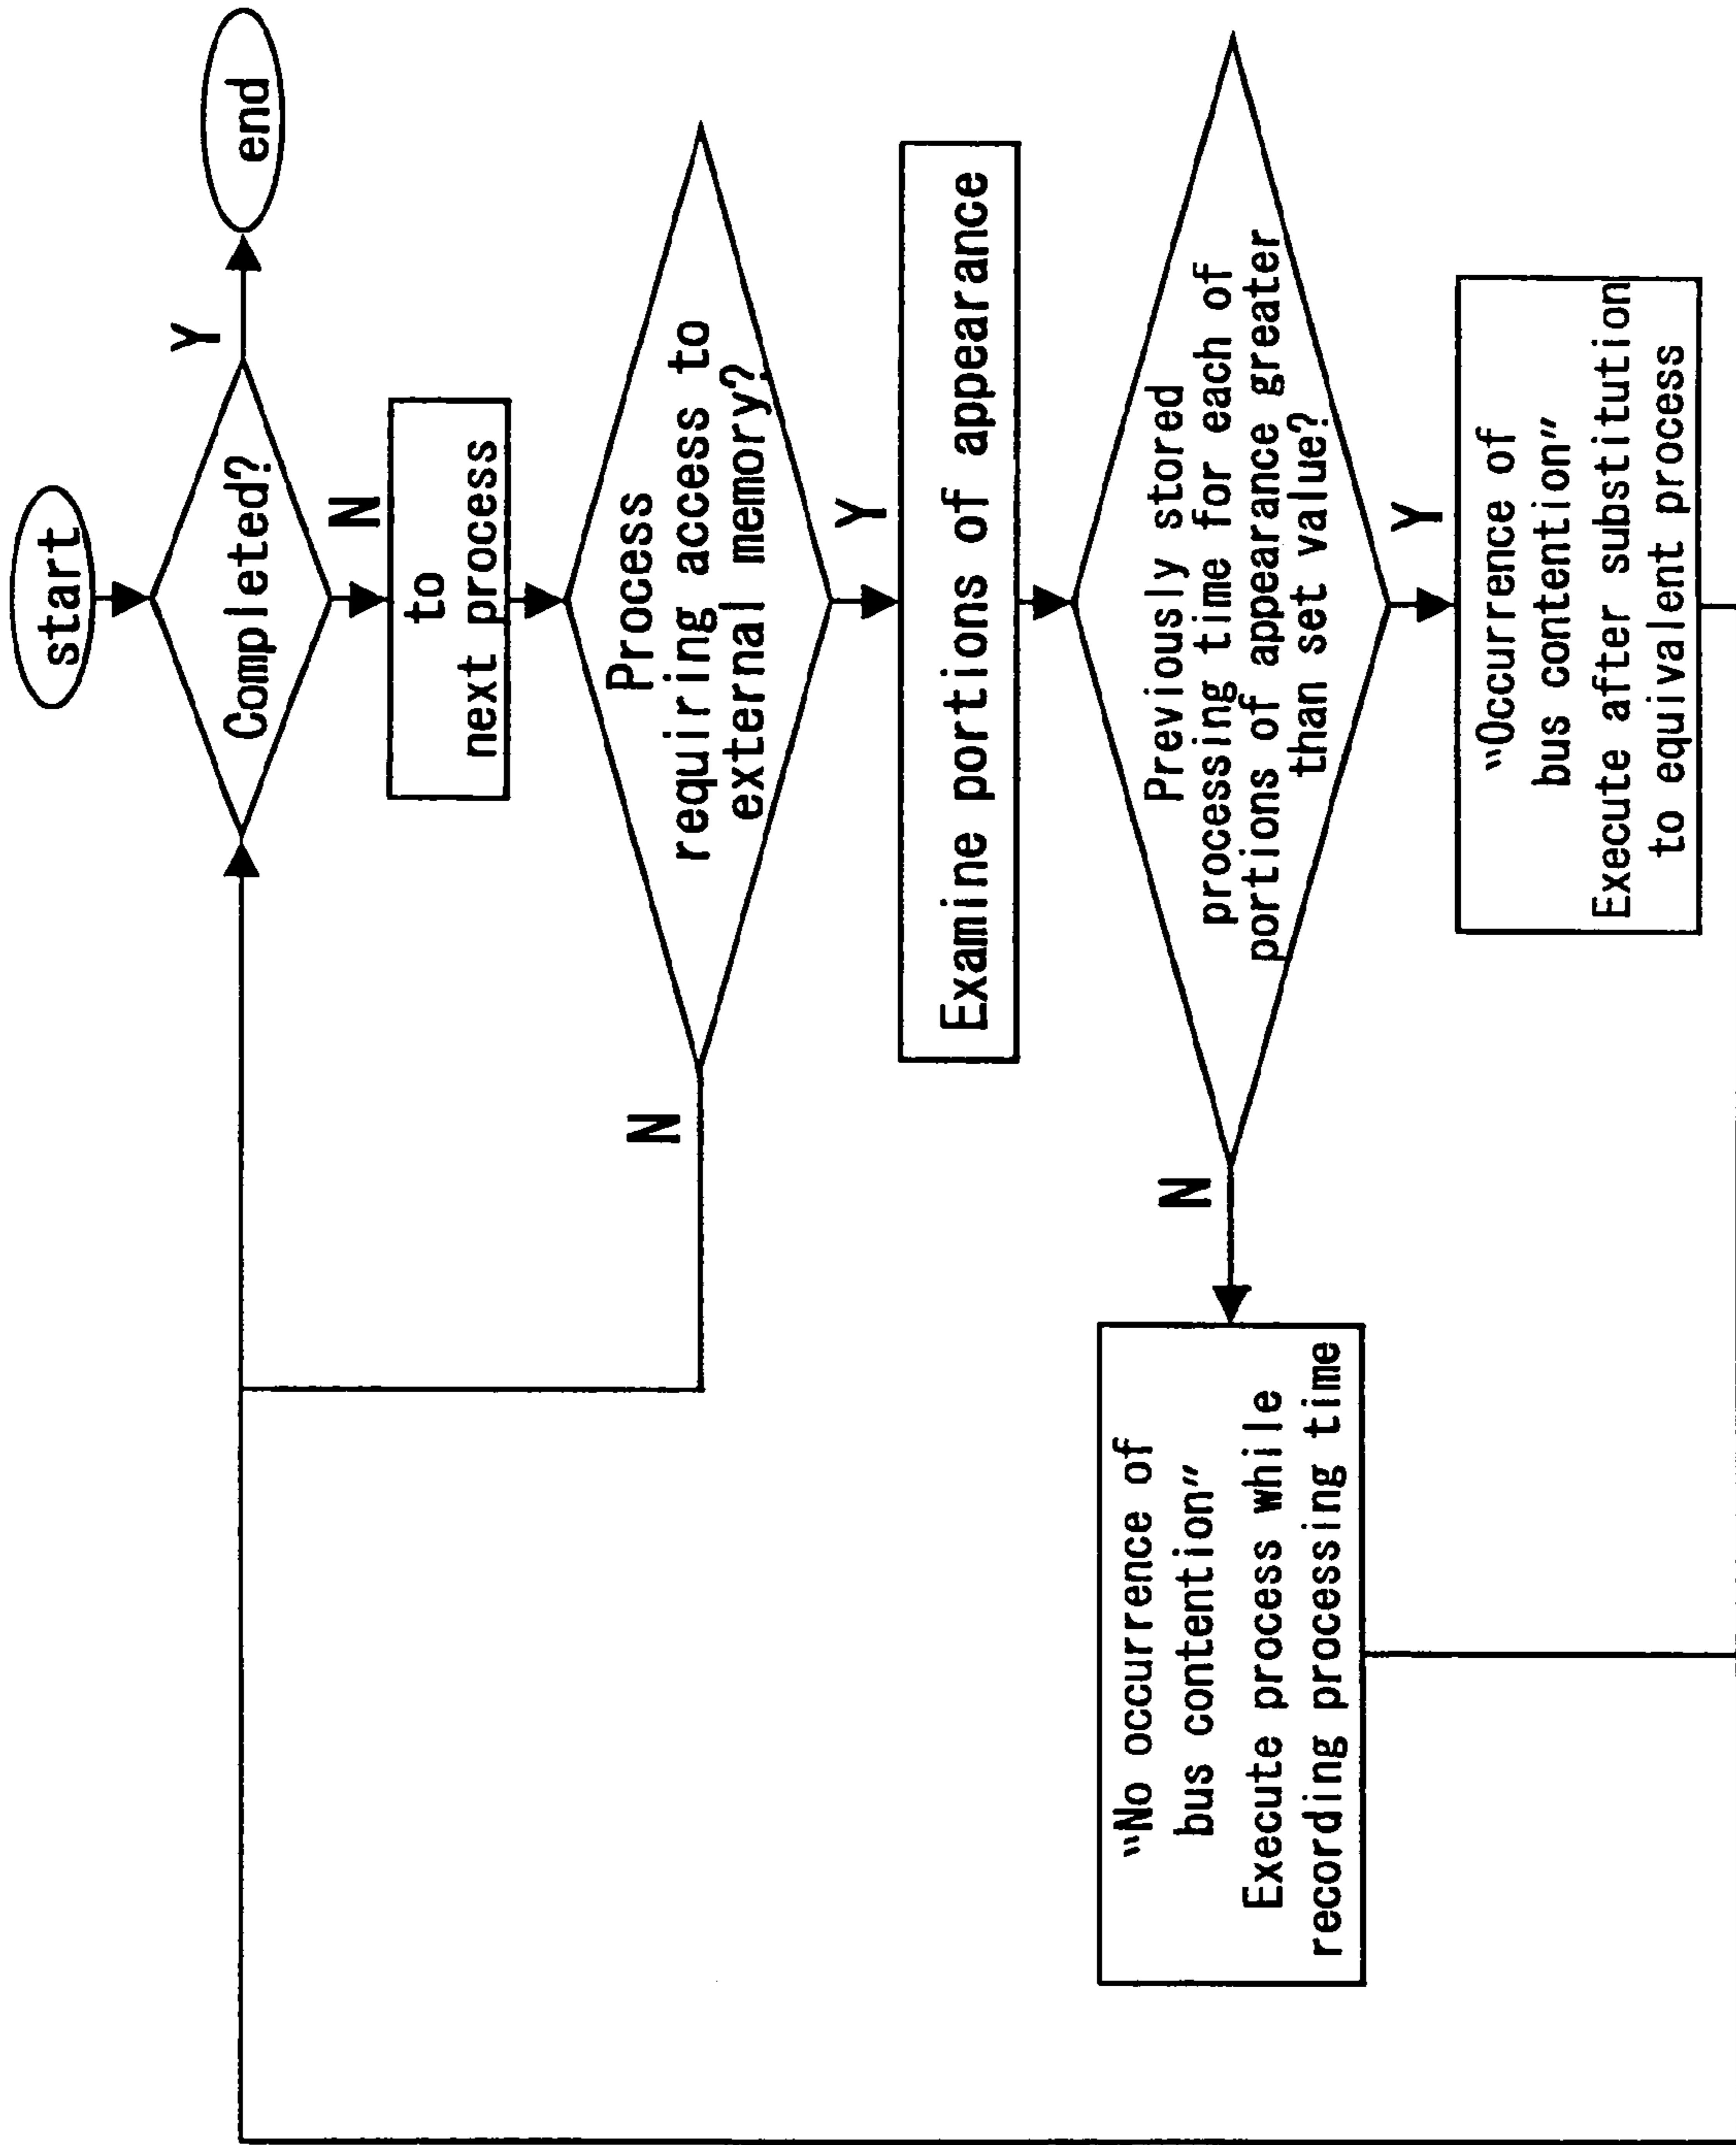 start
Completed?
Y
end
N
to
next process
Process
requiring access to
external memory?
N
Y
Examine portions of appearance
Previously stored
processing time for each of
portions of appearance greater
than set value?
N
Y
"No occurrence of
bus contention"
Execute process while
recording processing time
"Occurrence of
bus contention"
Execute after substitution
to equivalent process